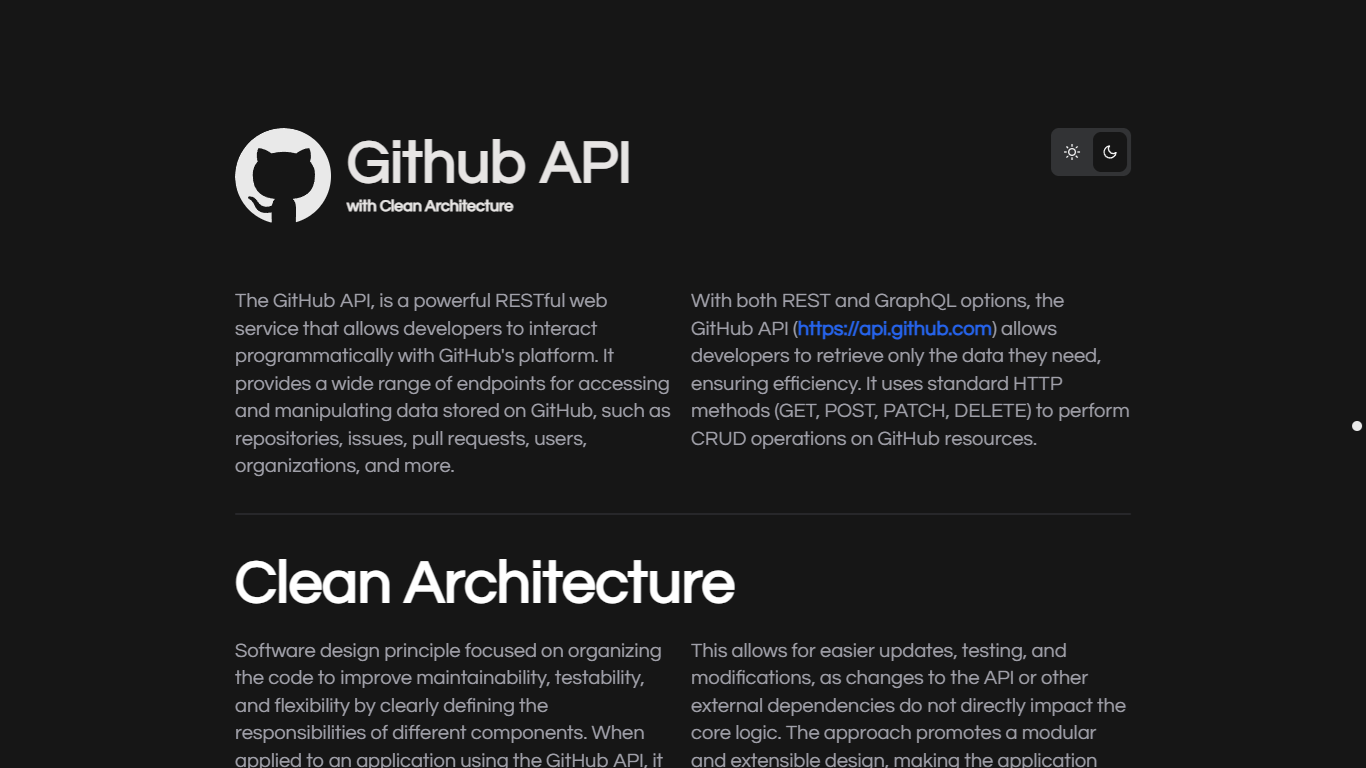 Github API
with Clean Architecture
The GitHub API, is a powerful RESTful web
service that allows developers to interact
programmatically with GitHub's platform. It
provides a wide range of endpoints for accessing
and manipulating data stored on GitHub, such as
repositories, issues, pull requests, users,
organizations, and more.
With both REST and GraphQL options, the
GitHub API (https://api.github.com) allows
developers to retrieve only the data they need,
ensuring efficiency. It uses standard HTTP
methods (GET, POST, PATCH, DELETE) to perform
CRUD operations on GitHub resources.
Clean Architecture
Software design principle focused on organizing
the code to improve maintainability, testability,
and flexibility by clearly defining the
responsibilities of different components. When
applied to an application using the GitHub API, it
This allows for easier updates, testing, and
modifications, as changes to the API or other
external dependencies do not directly impact the
core logic. The approach promotes a modular
and extensible design, making the application